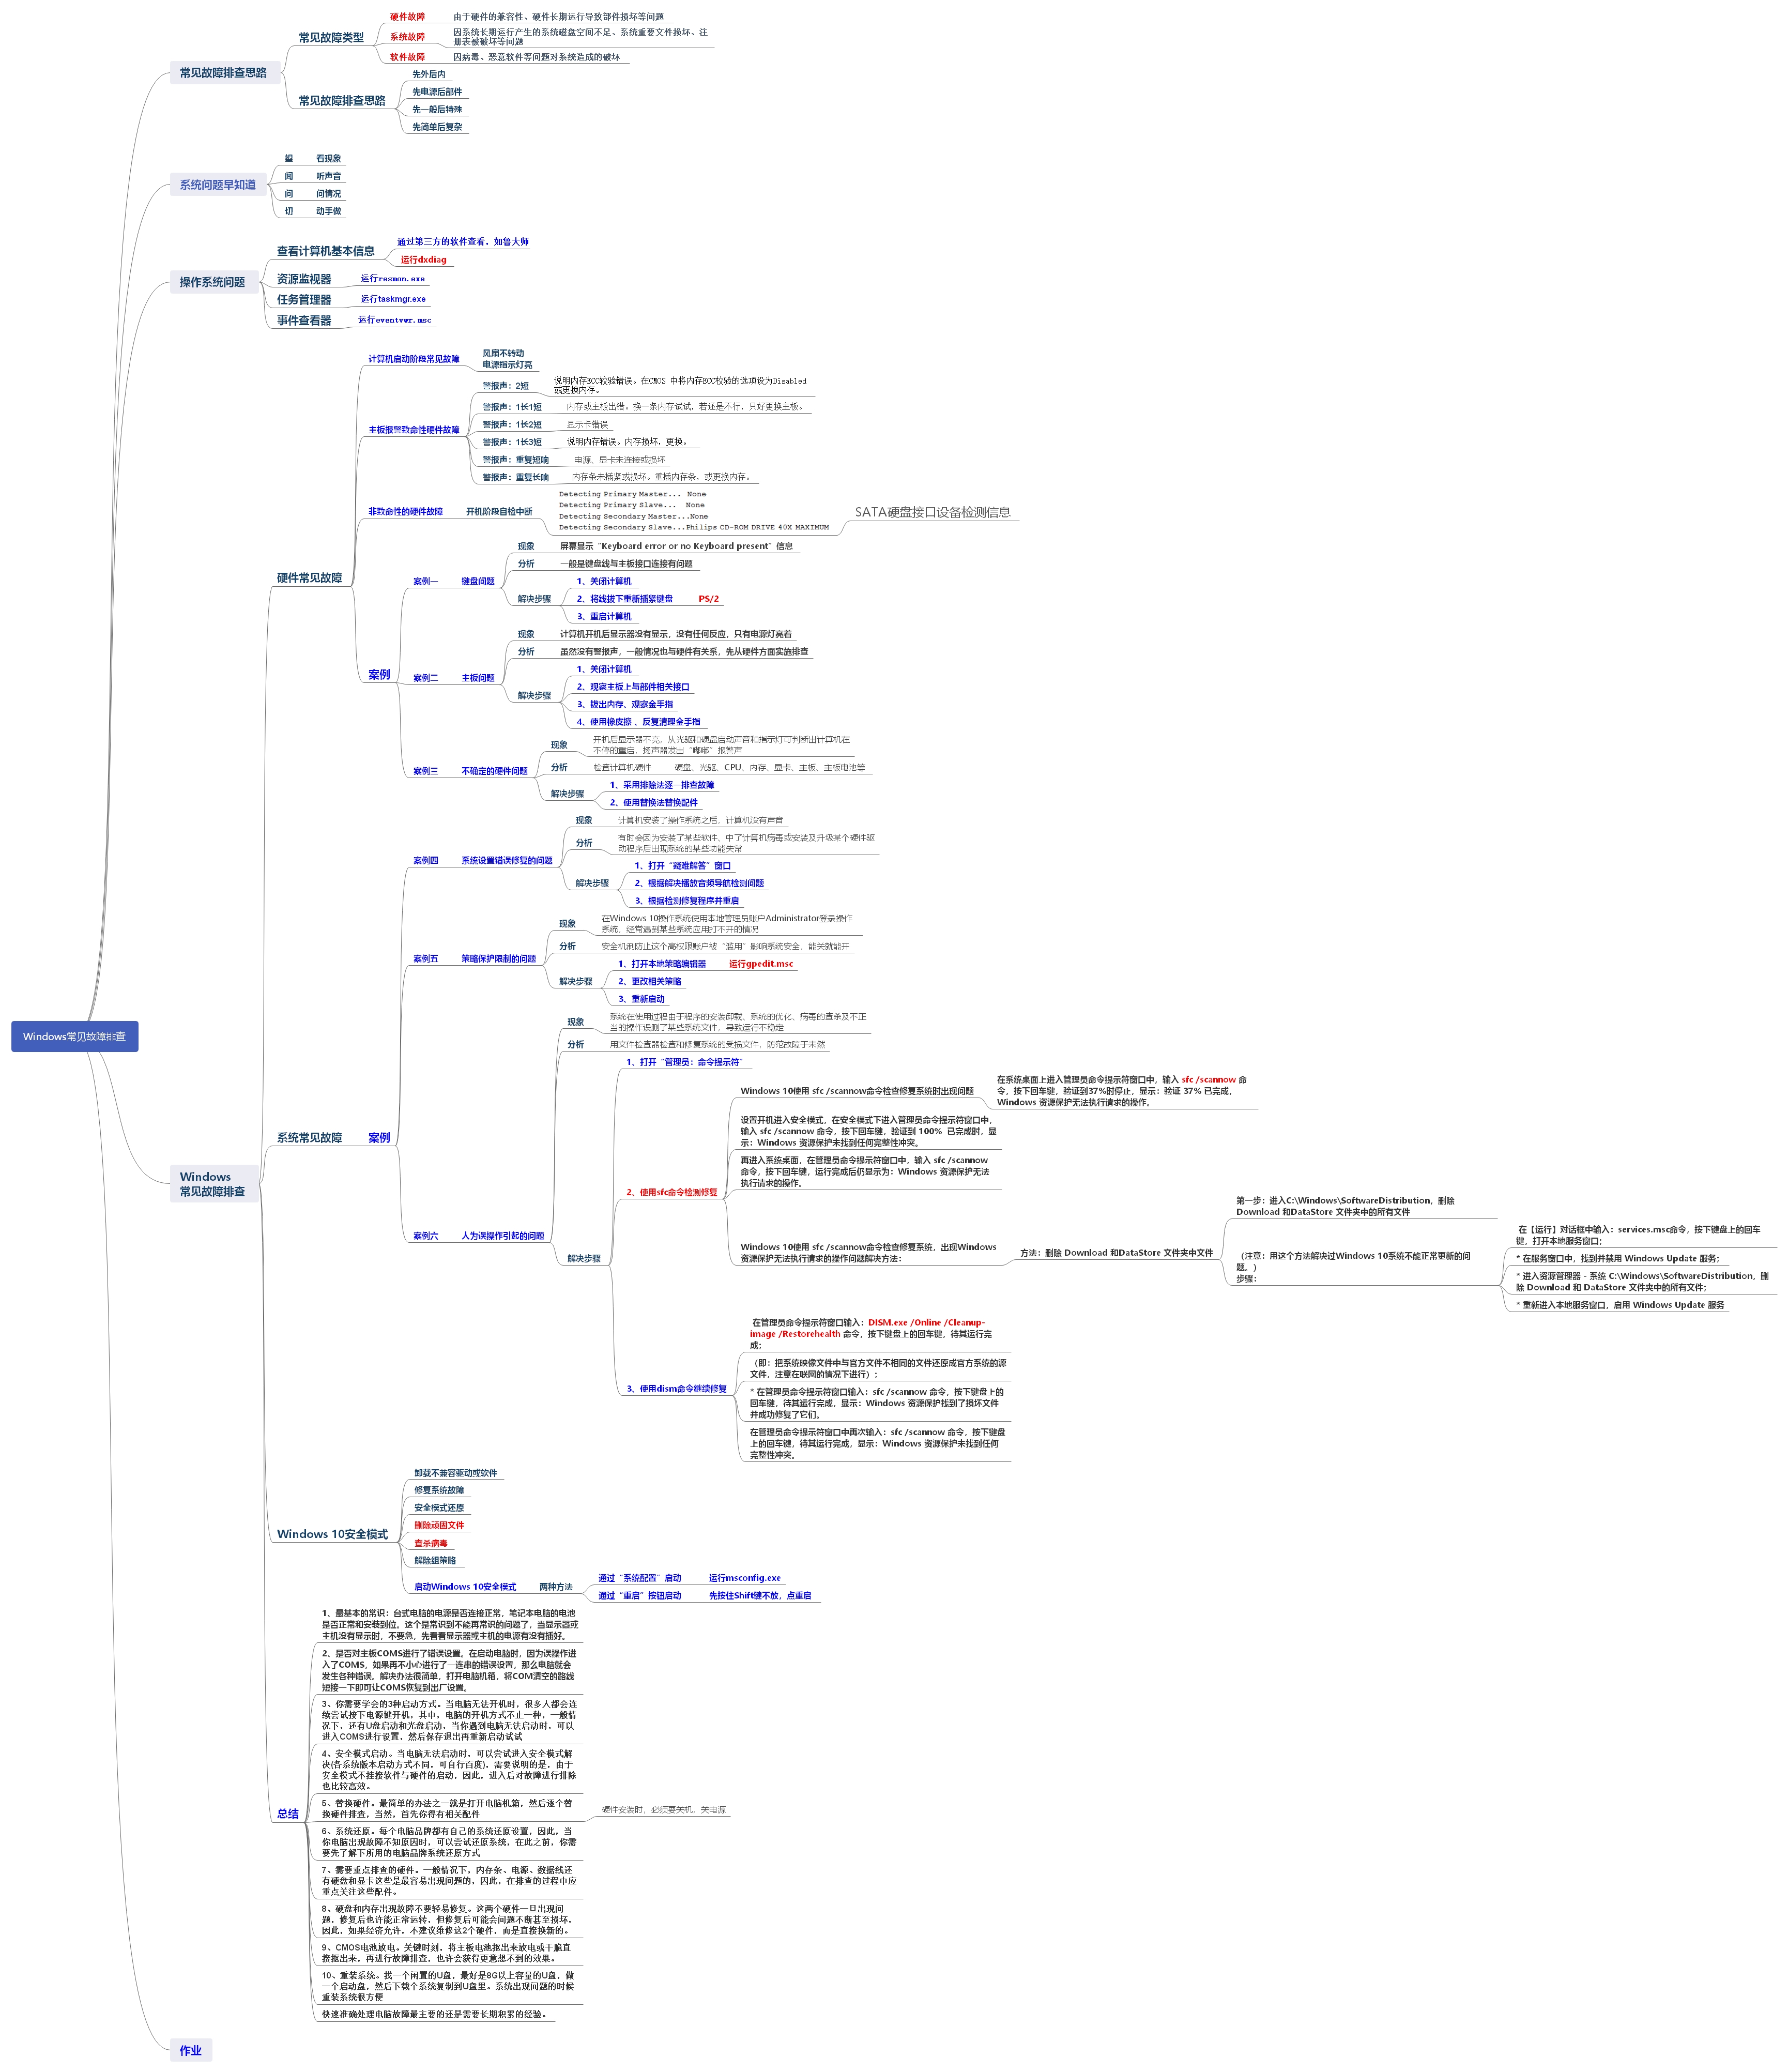 Windows常见故障排查
常见故障排查思路
常见故障类型
硬件故障
由于硬件的兼容性、硬件长期运行导致部件损坏等问题
系统故障
因系统长期运行产生的系统磁盘空间不足、系统重要文件损坏、注
册表被破坏等问题
软件故障
因病毒、恶意软件等问题对系统造成的破坏
常见故障排查思路
先外后内
先电源后部件
先一般后特殊
先简单后复杂
系统问题早知道
望
看现象
闻
听声音
问
问情况
切
动手做
操作系统问题
查看计算机基本信息
通过第三方的软件查看，如鲁大师
运行dxdiag
资源监视器
运行resmon.exe
任务管理器
运行taskmgr.exe
事件查看器
运行eventvwr.msc
Windows
常见故障排查
硬件常见故障
计算机启动阶段常见故障
风扇不转动
电源指示灯亮
主板报警致命性硬件故障
警报声：2短
说明内存ECC较验错误。在CMOS 中将内存ECC校验的选项设为Disabled
或更换内存。
警报声：1长1短
内存或主板出错。换一条内存试试，若还是不行，只好更换主板。
警报声：1长2短
显示卡错误
警报声：1长3短
说明内存错误。内存损坏，更换。
警报声：重复短响
电源、显卡未连接或损坏
警报声：重复长响
内存条未插紧或损坏。重插内存条，或更换内存。
非致命性的硬件故障
开机阶段自检中断
Detecting Primary Master... None
Detecting Primary Slave... None
Detecting Secondary Master...None
Detecting Secondary Slave...Philips CD-ROM DRIVE 40X MAXIMUM
SATA硬盘接口设备检测信息
案例
案例一
键盘问题
现象
屏幕显示“Keyboard error or no Keyboard present”信息
分析
一般是键盘线与主板接口连接有问题
解决步骤
1、关闭计算机
2、将线拔下重新插紧键盘
PS/2
3、重启计算机
案例二
主板问题
现象
计算机开机后显示器没有显示，没有任何反应，只有电源灯亮着
分析
虽然没有警报声，一般情况也与硬件有关系，先从硬件方面实施排查
解决步骤
1、关闭计算机
2、观察主板上与部件相关接口
3、拔出内存、观察金手指
4、使用橡皮擦 、反复清理金手指
案例三
不确定的硬件问题
现象
开机后显示器不亮，从光驱和硬盘启动声音和指示灯可判断出计算机在
不停的重启，扬声器发出“嘟嘟”报警声
分析
检查计算机硬件
硬盘、光驱、CPU、内存、显卡、主板、主板电池等
解决步骤
1、采用排除法逐一排查故障
2、使用替换法替换配件
系统常见故障
案例
案例四
系统设置错误修复的问题
现象
计算机安装了操作系统之后，计算机没有声音
分析
有时会因为安装了某些软件、中了计算机病毒或安装及升级某个硬件驱
动程序后出现系统的某些功能失常
解决步骤
1、打开“疑难解答”窗口
2、根据解决播放音频导航检测问题
3、根据检测修复程序并重启
案例五
策略保护限制的问题
现象
在Windows 10操作系统使用本地管理员账户Administrator登录操作
系统，经常遇到某些系统应用打不开的情况
分析
安全机制防止这个高权限账户被“滥用”影响系统安全，能关就能开
解决步骤
1、打开本地策略编辑器
运行gpedit.msc
2、更改相关策略
3、重新启动
案例六
人为误操作引起的问题
现象
系统在使用过程由于程序的安装卸载、系统的优化、病毒的查杀及不正
当的操作误删了某些系统文件，导致运行不稳定
分析
用文件检查器检查和修复系统的受损文件，防范故障于未然
解决步骤
1、打开“管理员：命令提示符”
2、使用sfc命令检测修复
Windows 10使用 sfc /scannow命令检查修复系统时出现问题
在系统桌面上进入管理员命令提示符窗口中，输入 sfc /scannow 命
令，按下回车键，验证到37%时停止，显示：验证 37% 已完成，
Windows 资源保护无法执行请求的操作。
设置开机进入安全模式，在安全模式下进入管理员命令提示符窗口中，
输入 sfc /scannow 命令，按下回车键，验证到 100% 已完成时，显
示：Windows 资源保护未找到任何完整性冲突。
再进入系统桌面，在管理员命令提示符窗口中，输入 sfc /scannow
命令，按下回车键，运行完成后仍显示为：Windows 资源保护无法
执行请求的操作。
Windows 10使用 sfc /scannow命令检查修复系统，出现Windows
资源保护无法执行请求的操作问题解决方法：
方法：删除 Download 和DataStore 文件夹中文件
第一步：进入C:\Windows\SoftwareDistribution，删除
Download 和DataStore 文件夹中的所有文件
（注意：用这个方法解决过Windows 10系统不能正常更新的问
题。）
步骤：
在【运行】对话框中输入：services.msc命令，按下键盘上的回车
键，打开本地服务窗口；
* 在服务窗口中，找到并禁用 Windows Update 服务；
* 进入资源管理器 - 系统 C:\Windows\SoftwareDistribution，删
除 Download 和 DataStore 文件夹中的所有文件；
* 重新进入本地服务窗口，启用 Windows Update 服务
3、使用dism命令继续修复
在管理员命令提示符窗口输入：DISM.exe /Online /Cleanup-
image /Restorehealth 命令，按下键盘上的回车键，待其运行完
成；
（即：把系统映像文件中与官方文件不相同的文件还原成官方系统的源
文件，注意在联网的情况下进行）；
* 在管理员命令提示符窗口输入：sfc /scannow 命令，按下键盘上的
回车键，待其运行完成，显示：Windows 资源保护找到了损坏文件
并成功修复了它们。
在管理员命令提示符窗口中再次输入：sfc /scannow 命令，按下键盘
上的回车键，待其运行完成，显示：Windows 资源保护未找到任何
完整性冲突。
Windows 10安全模式
卸载不兼容驱动或软件
修复系统故障
安全模式还原
删除顽固文件
查杀病毒
解除组策略
启动Windows 10安全模式
两种方法
通过“系统配置”启动
运行msconfig.exe
通过“重启”按钮启动
先按住Shift键不放，点重启
总结
1、最基本的常识：台式电脑的电源是否连接正常，笔记本电脑的电池
是否正常和安装到位。这个是常识到不能再常识的问题了，当显示器或
主机没有显示时，不要急，先看看显示器或主机的电源有没有插好。
2、是否对主板COMS进行了错误设置。在启动电脑时，因为误操作进
入了COMS，如果再不小心进行了一连串的错误设置，那么电脑就会
发生各种错误。解决办法很简单，打开电脑机箱，将COM清空的跳线
短接一下即可让COMS恢复到出厂设置。
3、你需要学会的3种启动方式。当电脑无法开机时，很多人都会连
续尝试按下电源键开机，其中，电脑的开机方式不止一种，一般情
况下，还有U盘启动和光盘启动，当你遇到电脑无法启动时，可以
进入COMS进行设置，然后保存退出再重新启动试试
4、安全模式启动。当电脑无法启动时，可以尝试进入安全模式解
决(各系统版本启动方式不同，可自行百度)，需要说明的是，由于
安全模式不挂接软件与硬件的启动，因此，进入后对故障进行排除
也比较高效。
5、替换硬件。最简单的办法之一就是打开电脑机箱，然后逐个替
换硬件排查，当然，首先你得有相关配件
硬件安装时，必须要关机，关电源
6、系统还原。每个电脑品牌都有自己的系统还原设置，因此，当
你电脑出现故障不知原因时，可以尝试还原系统，在此之前，你需
要先了解下所用的电脑品牌系统还原方式
7、需要重点排查的硬件。一般情况下，内存条、电源、数据线还
有硬盘和显卡这些是最容易出现问题的，因此，在排查的过程中应
重点关注这些配件。
8、硬盘和内存出现故障不要轻易修复。这两个硬件一旦出现问
题，修复后也许能正常运转，但修复后可能会问题不断甚至损坏，
因此，如果经济允许，不建议维修这2个硬件，而是直接换新的。
9、CMOS电池放电。关键时刻，将主板电池抠出来放电或干脆直
接抠出来，再进行故障排查，也许会获得更意想不到的效果。
10、重装系统。找一个闲置的U盘，最好是8G以上容量的U盘，做
一个启动盘，然后下载个系统复制到U盘里。系统出现问题的时候
重装系统很方便
快速准确处理电脑故障最主要的还是需要长期积累的经验。
作业